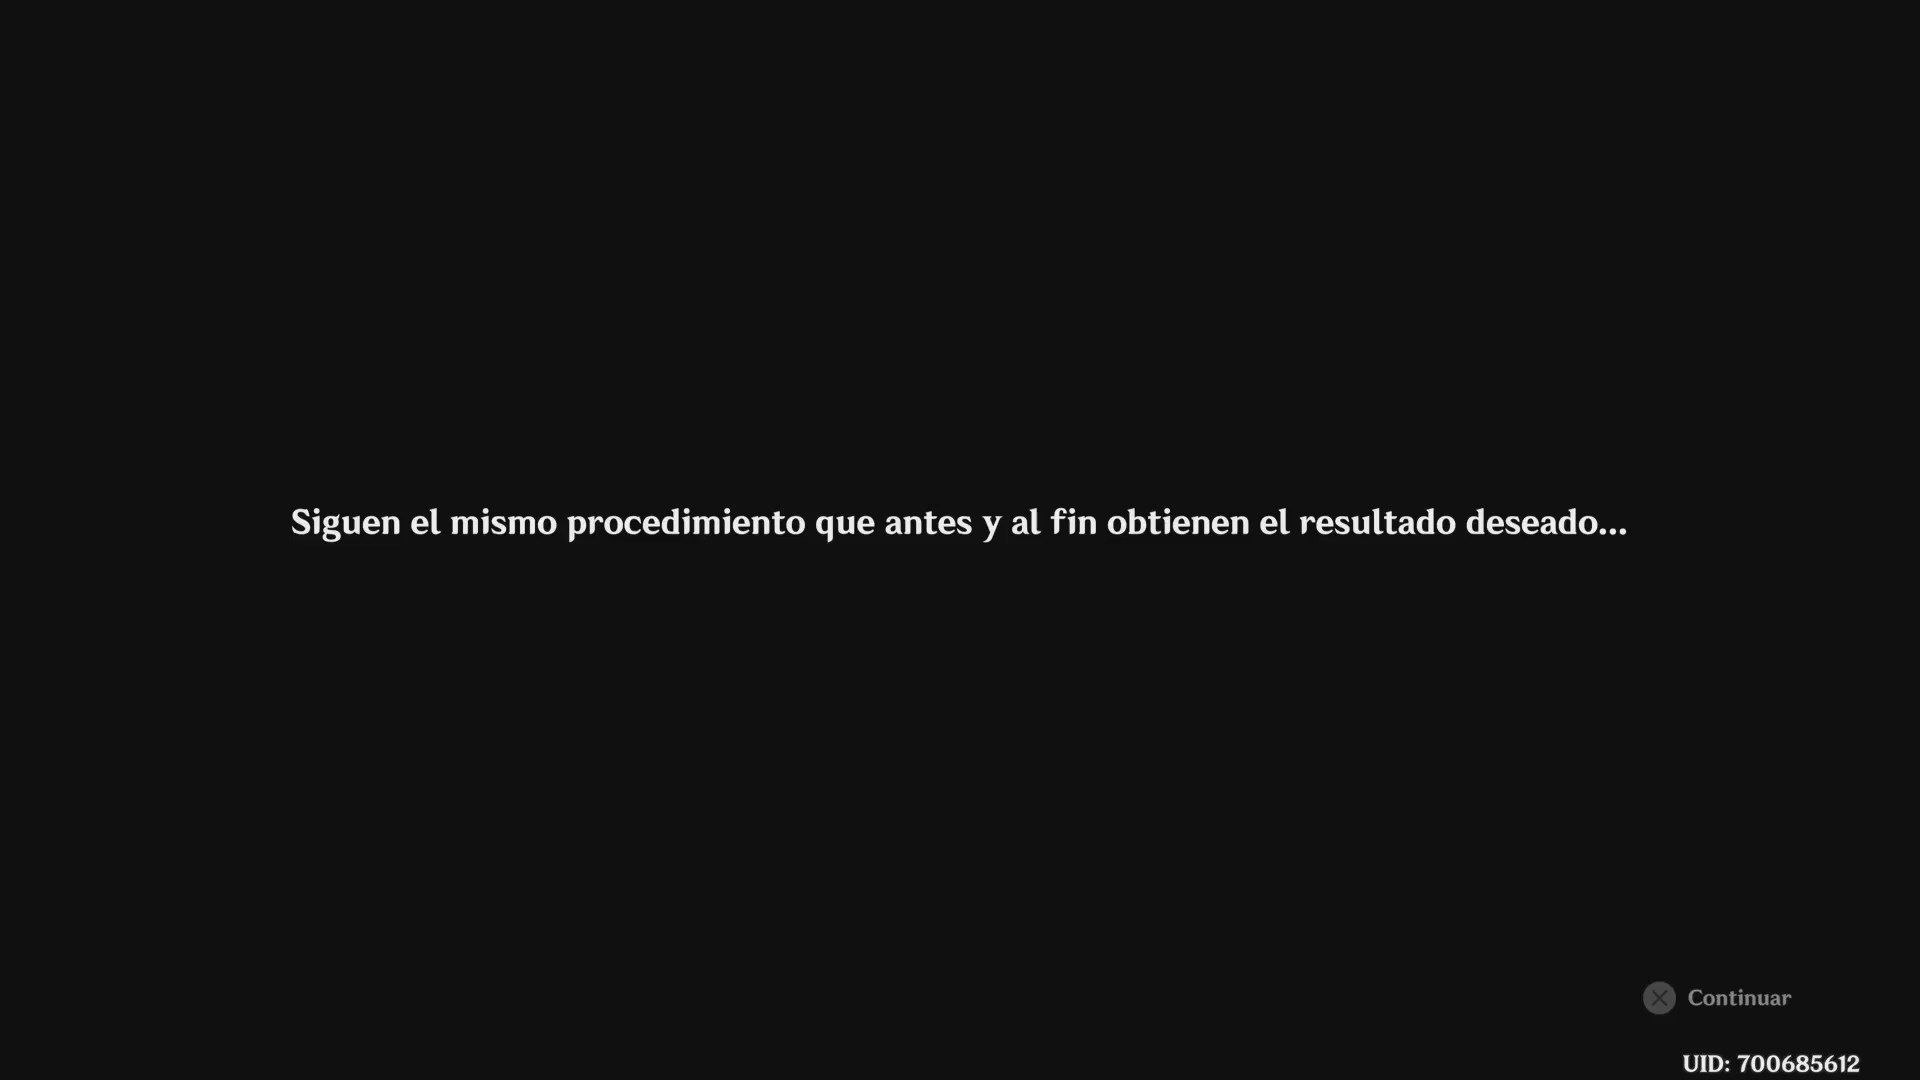 Siguen el mismo procedimiento que antes y al fin obtienen el resultado deseado...
Continuar
UID: 700685612